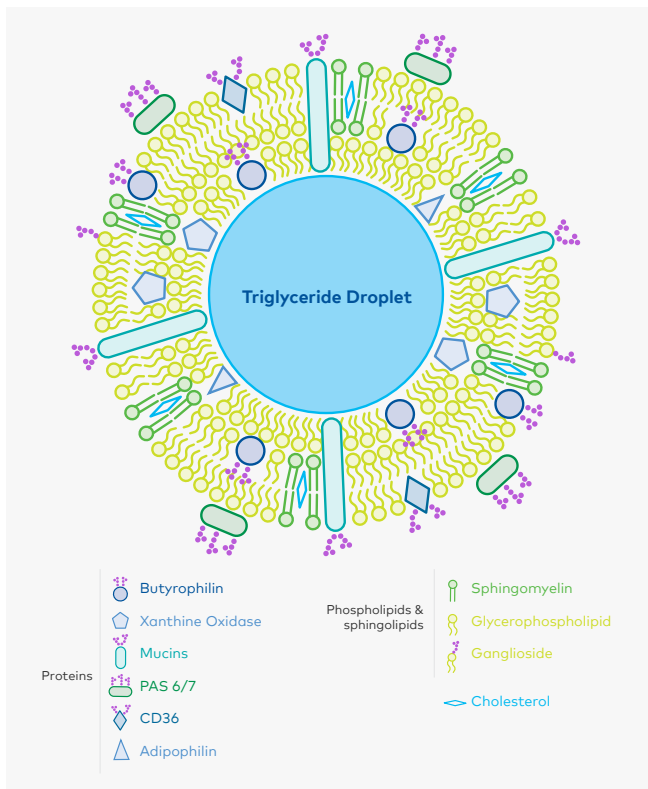 Triglyceride Droplet
Proteins
Butyrophilin
Xanthine Oxidase
Mucins
PAS 6/7
CD36
Adipophilin
Phospholipids &
sphingolipids
Sphingomyelin
Glycerophospholipid
Ganglioside
Cholesterol